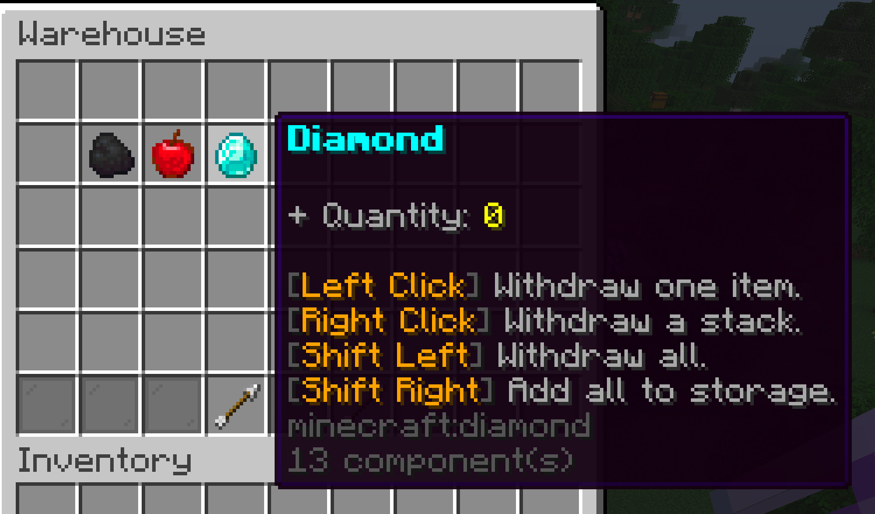 Warehouse
Diamond
+ Quantity: 0
[Left Click] Withdraw one item.
[Right Click] Withdraw a stack.
[Shift Left] Withdraw all.
[Shift Right] Add all to storage.
minecraft:diamond
13 component(s)
Inventory